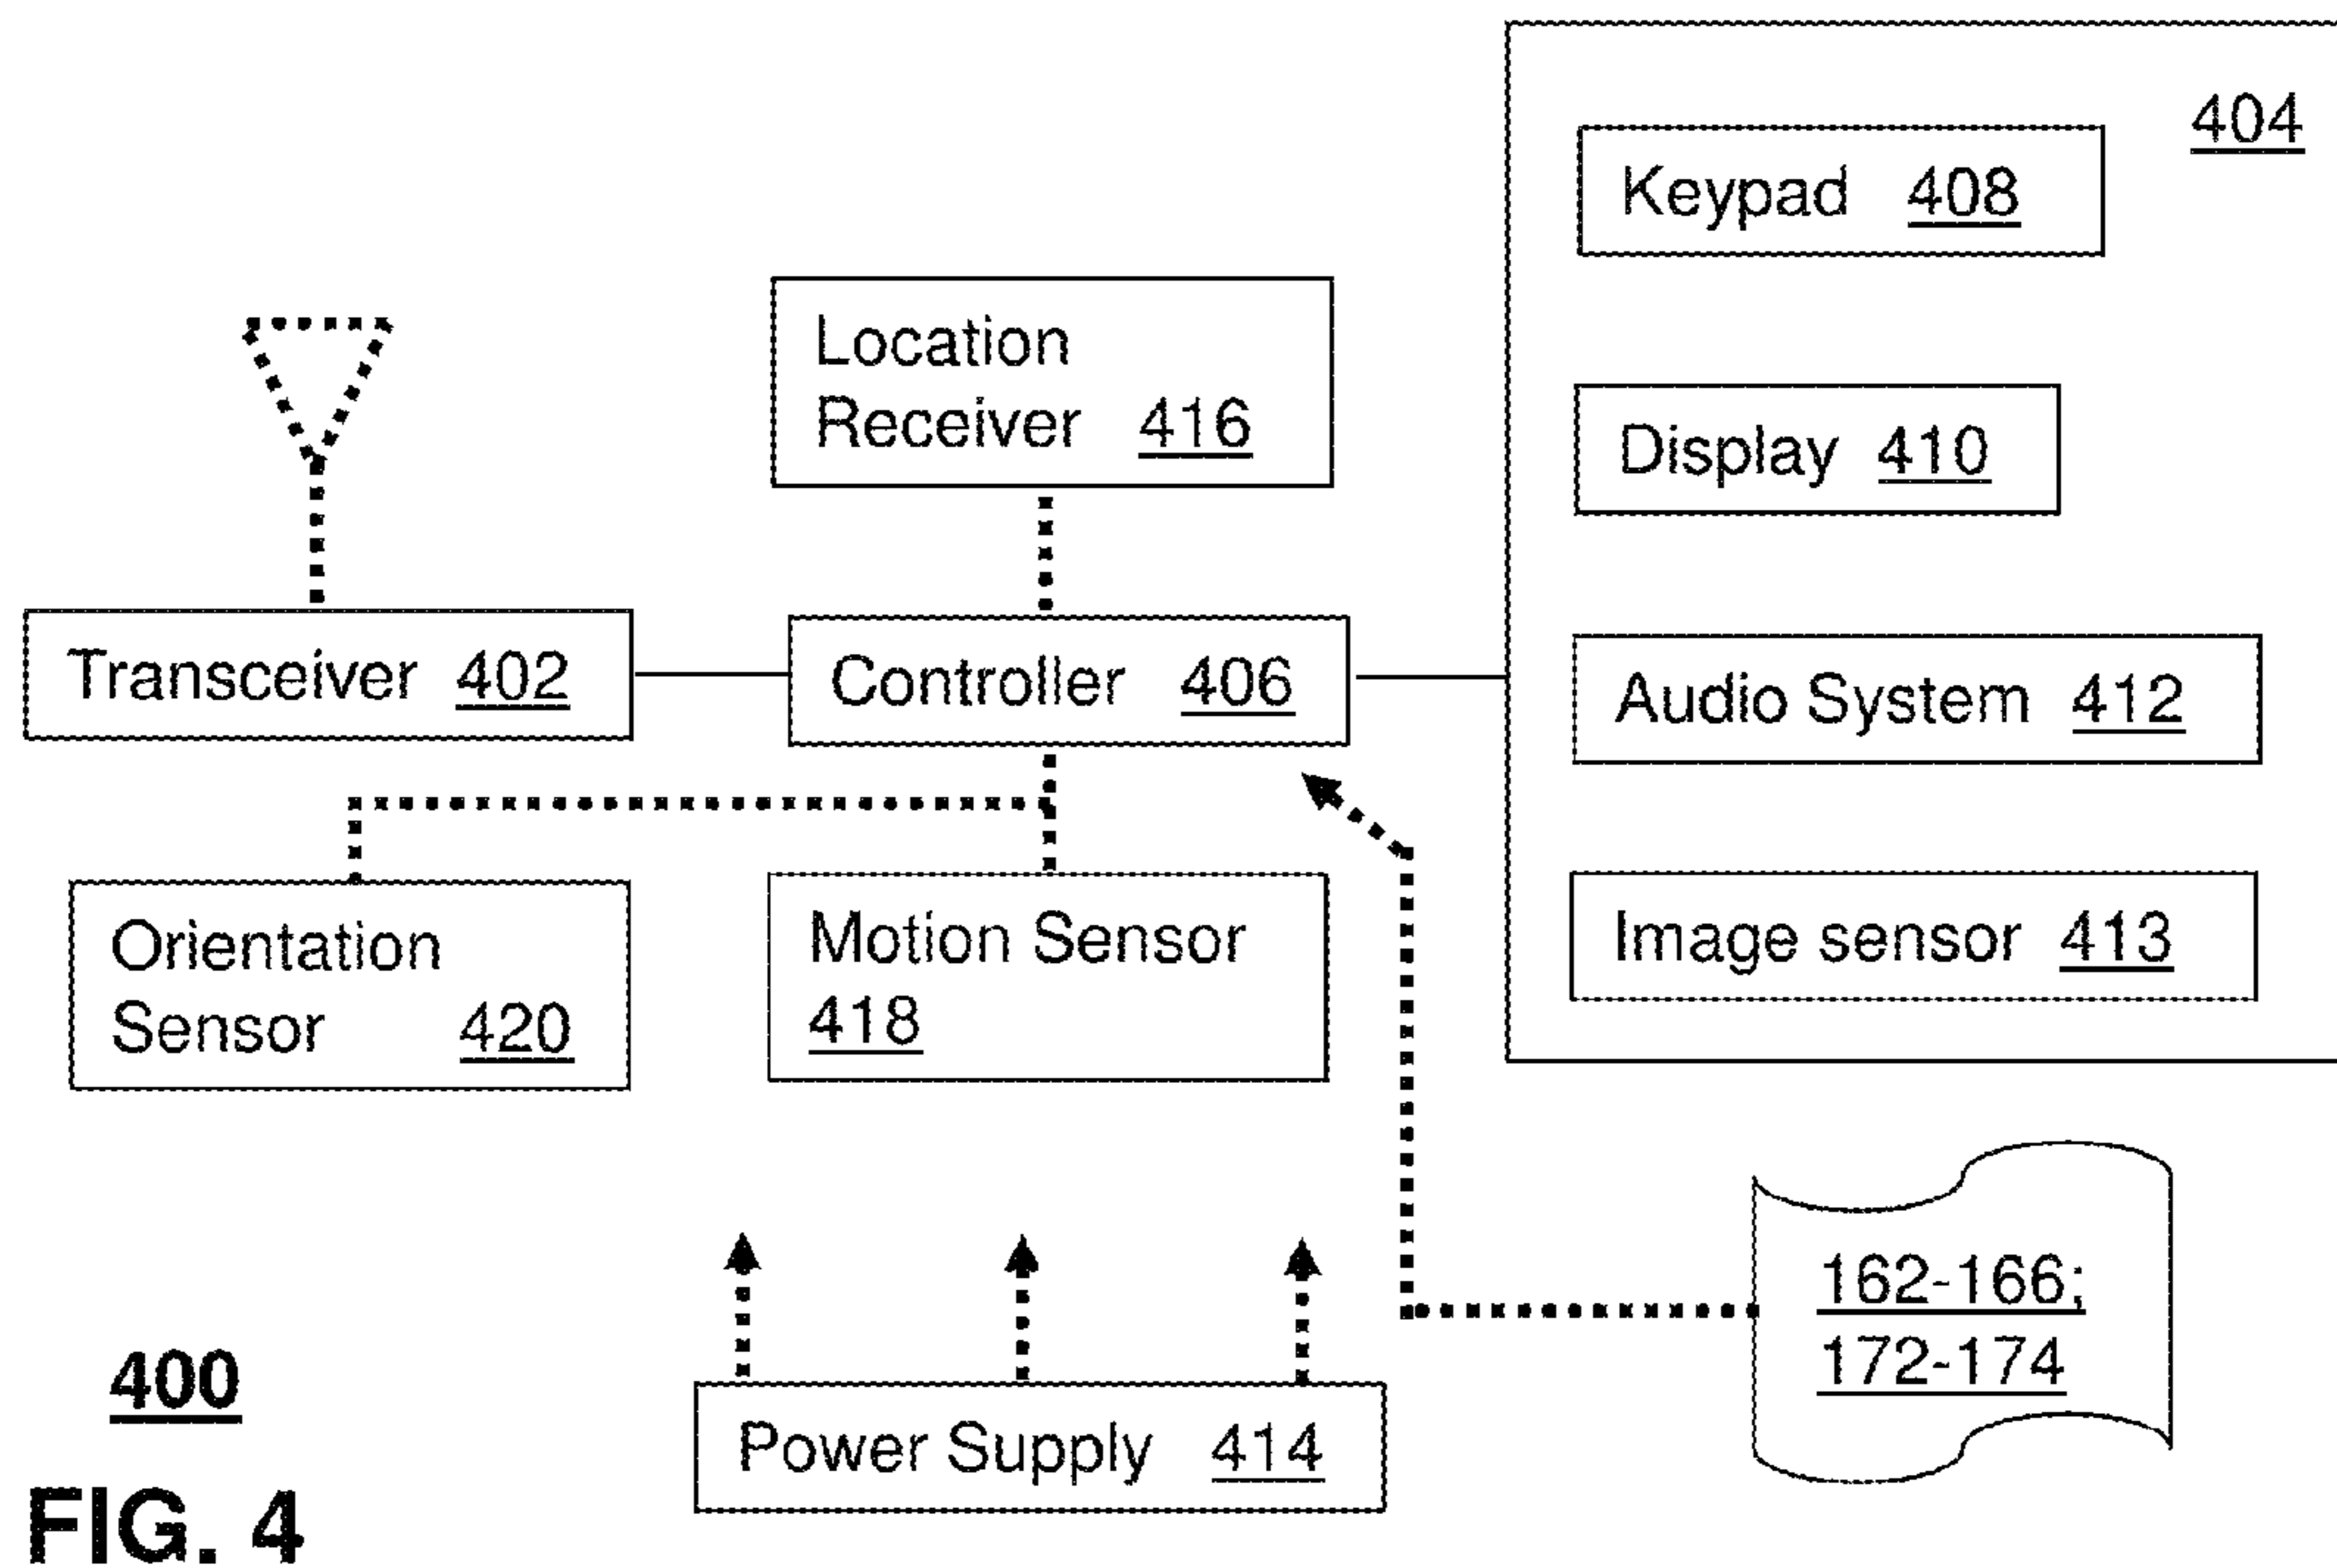 404
Keypad 408
Location
Receiver 416
Display 410
Transceiver 402
Controller 406
Audio System 412
Orientation
Sensor 420
Motion Sensor
418
Image sensor 413
162-166;
172-174
400
Power Supply 414
FIG. 4